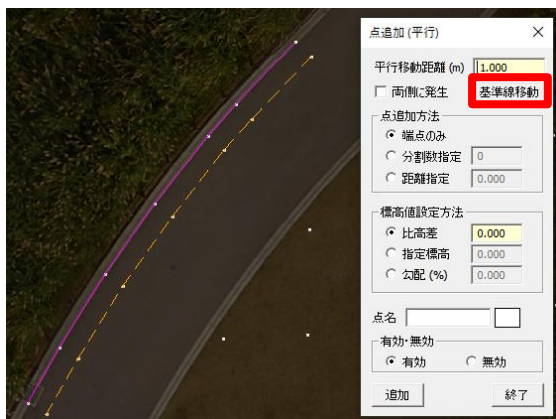 点追加 (平行)
平行移動距離 (m) 1.000
両側に発生 基準線移動
点追加方法
端点のみ
分割数指定 0
距離指定 0.000
標高値設定方法
比高差 0.000
指定標高 0.000
勾配 (%) 0.000
点名
有効・無効
有効 無効
追加 終了